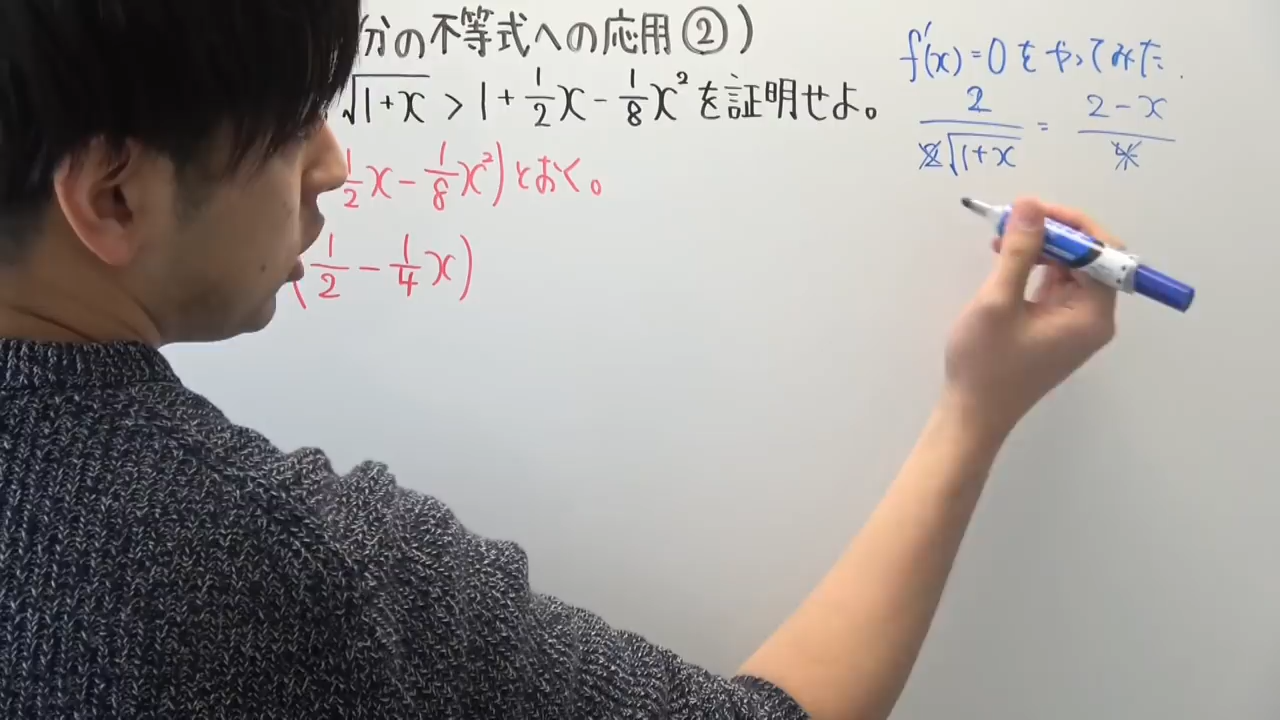 分の不等式への応用②)
√1+x > 1 + 1/2 x - 1/8 x² を証明せよ。
1/2 x - 1/8 x²) とおく。
(1/2 - 1/4 x)
f'(x) = 0 をやってみた
2/2√1+x = 2-x/4